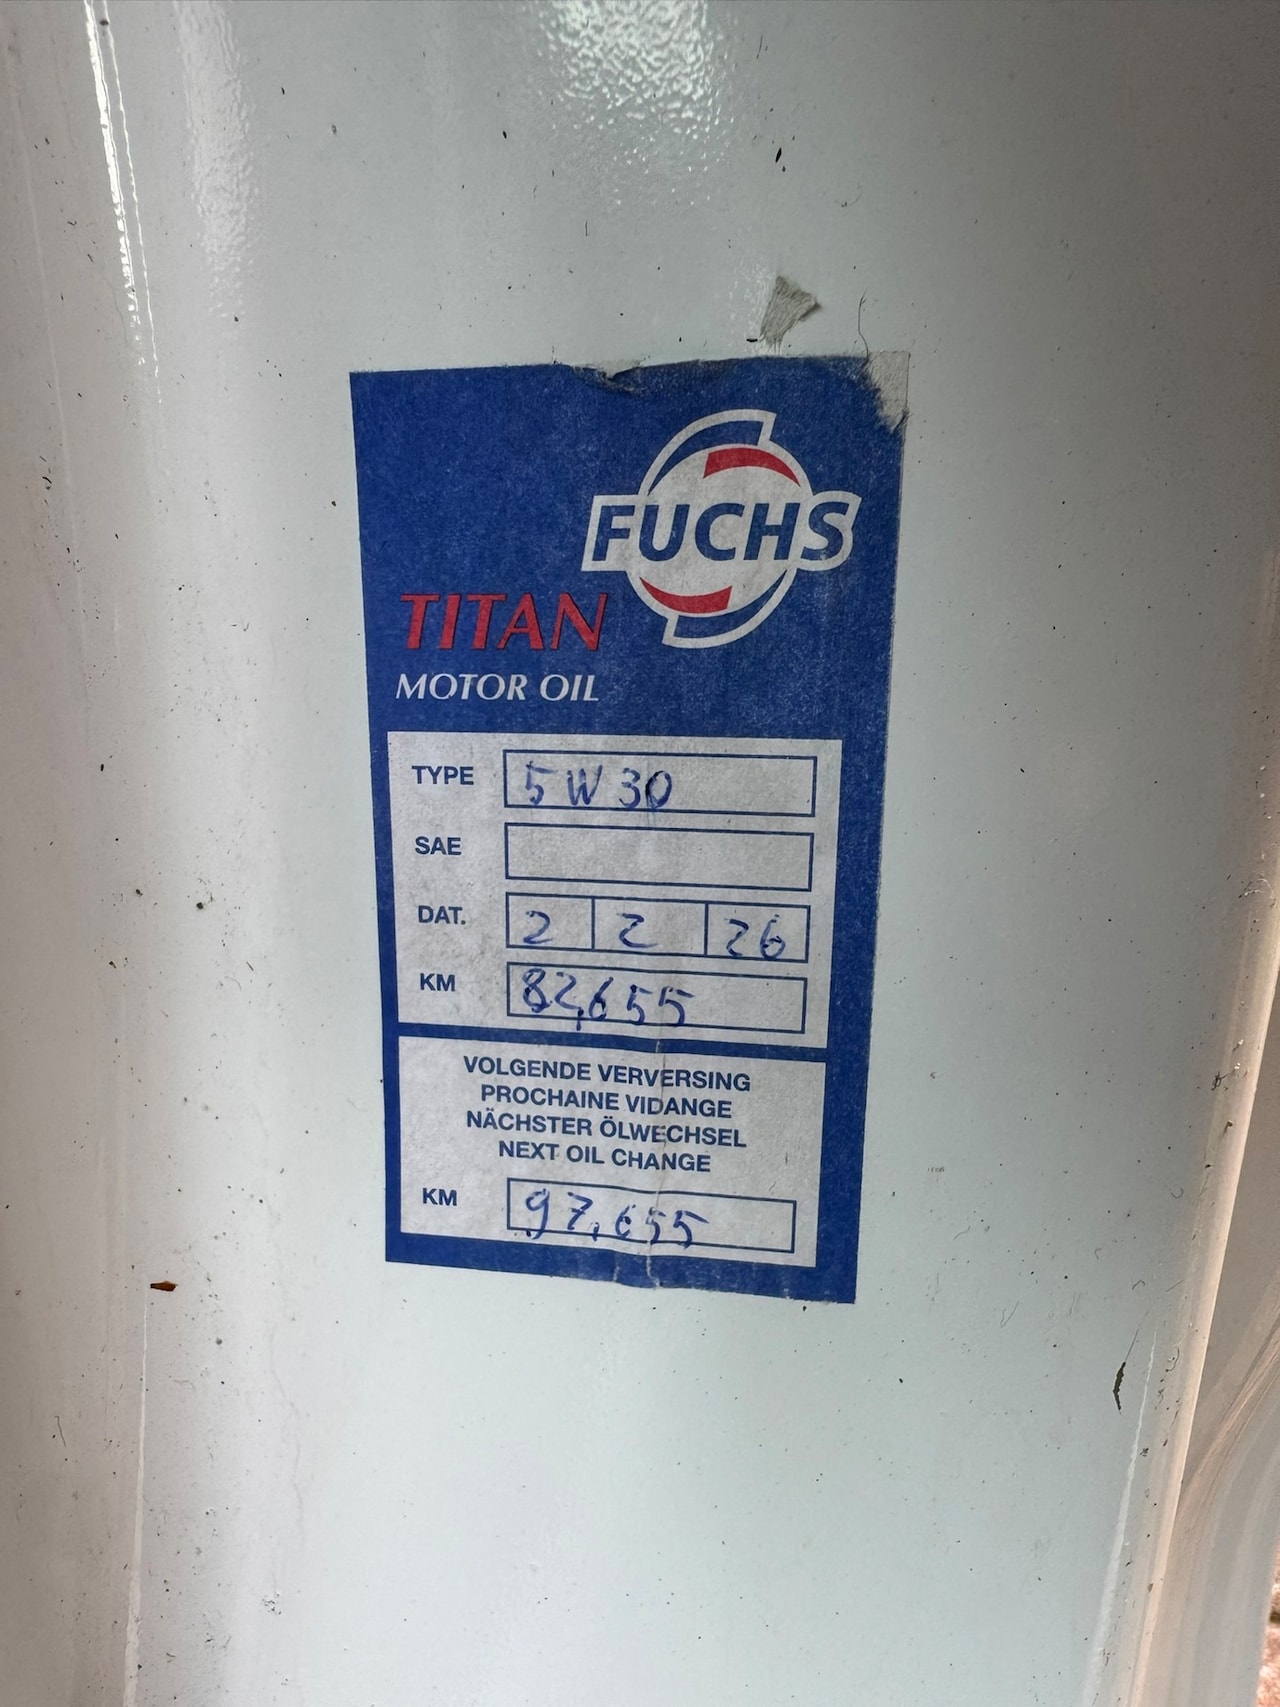 FUCHS
TITAN
MOTOR OIL
TYPE 5W30
SAE
DAT. 2 2 26
KM 82,655
VOLGENDE VERVERSING
PROCHAINE VIDANGE
NÄCHSTER ÖLWECHSEL
NEXT OIL CHANGE
KM 97,655